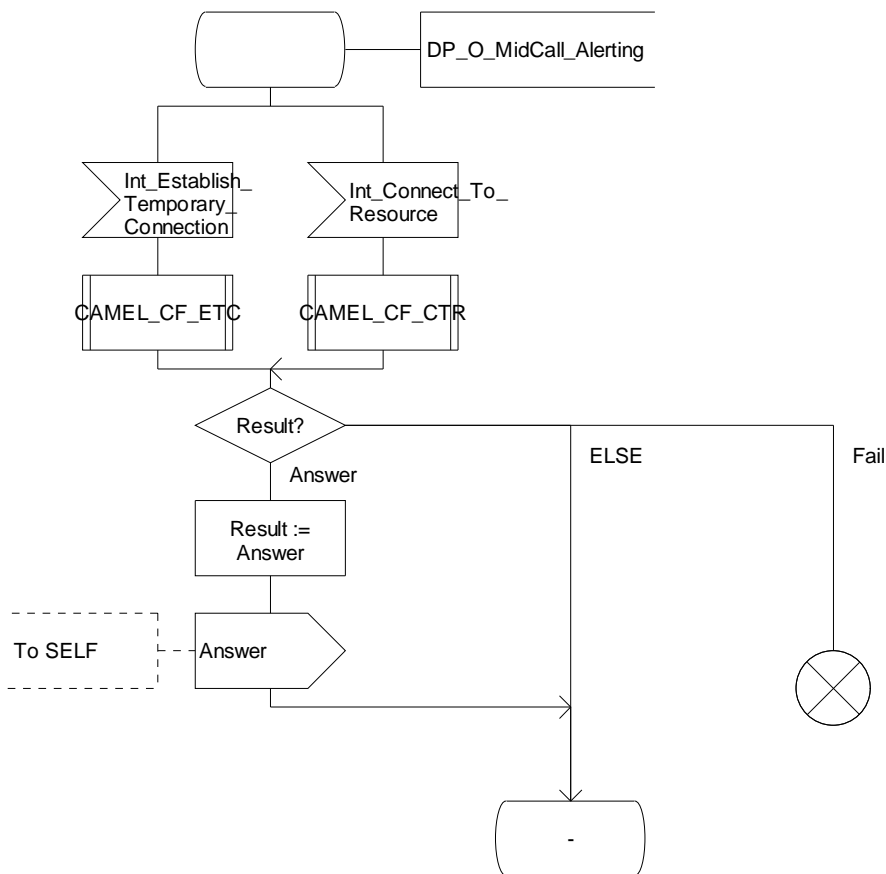 DP_O_MidCall_Alerting
Int_Establish_
Temporary_
Connection
Int_Connect_To_
Resource
CAMEL_CF_ETC
CAMEL_CF_CTR
Result?
Answer
ELSE
Fail
Result :=
Answer
To SELF
Answer
-